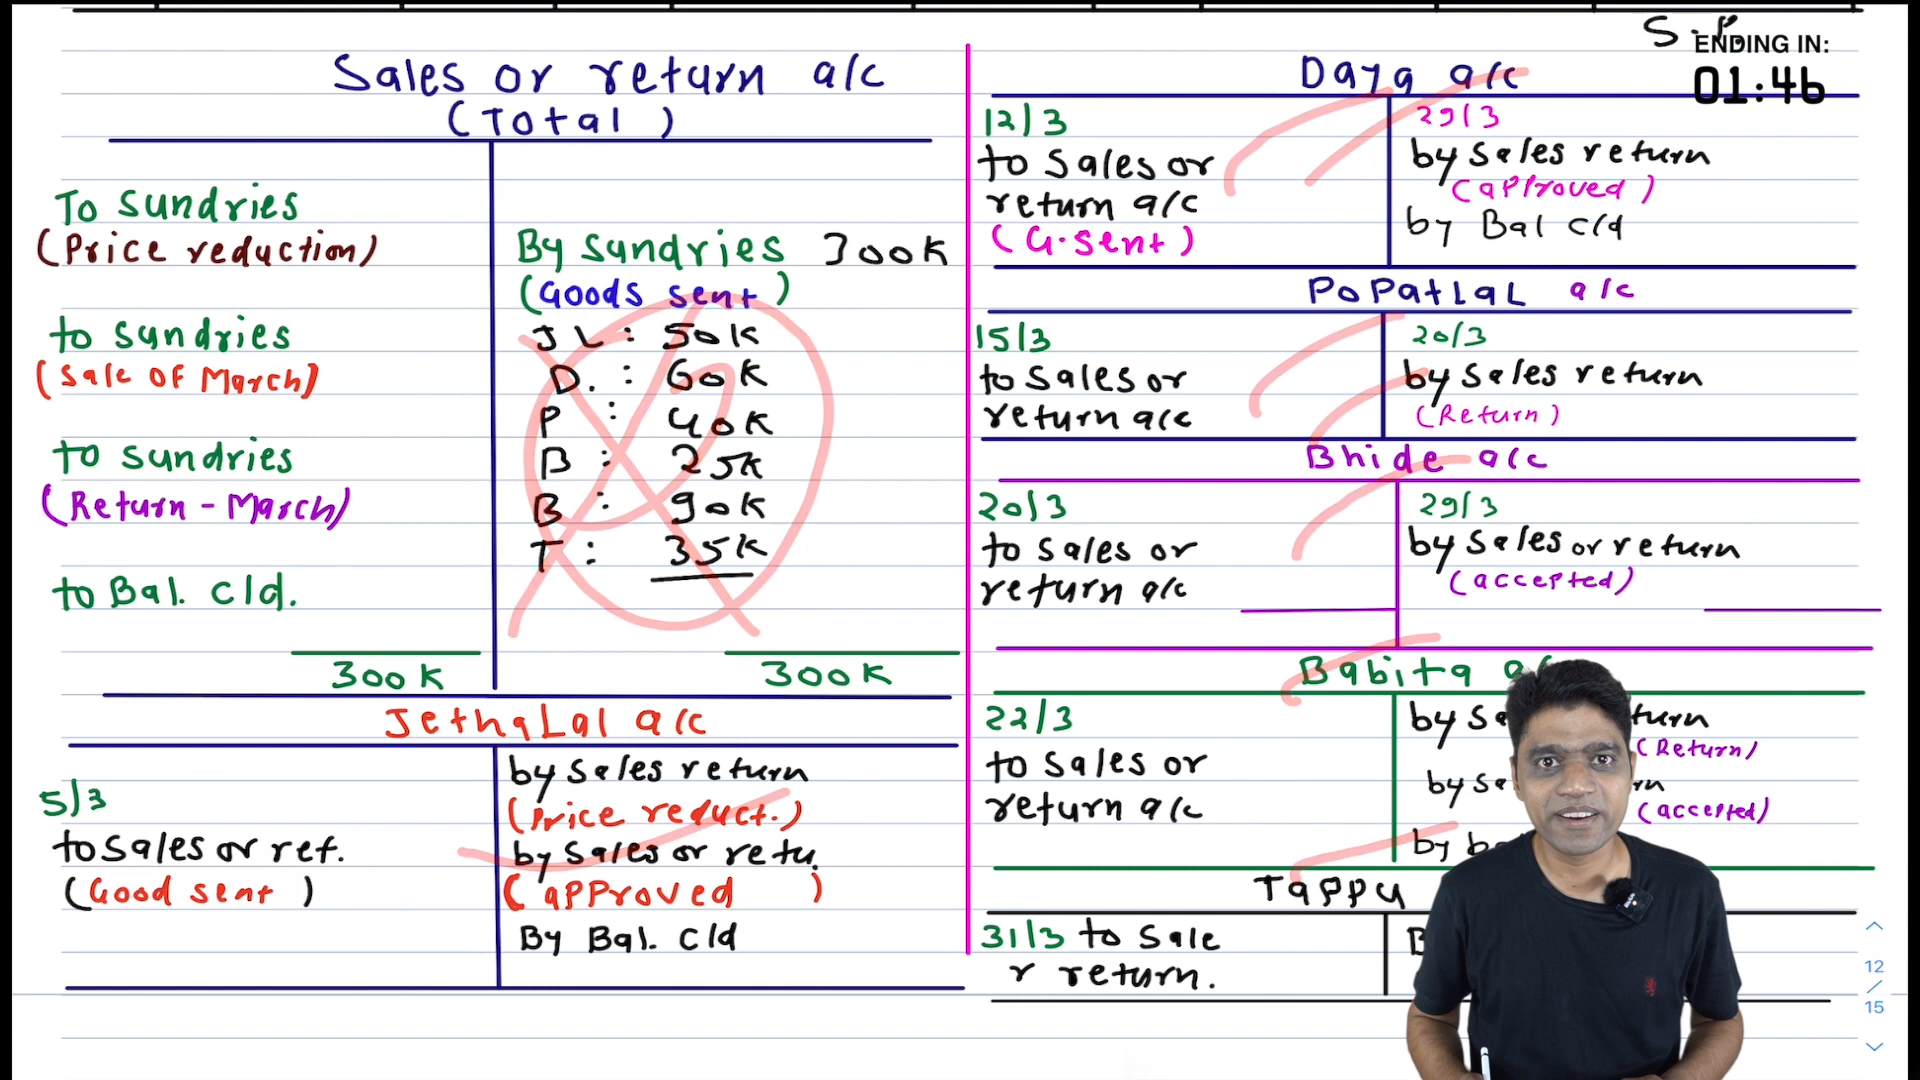 S.P.
ENDING IN:
01:46
Sales or return a/c
(Total)
To sundries
(Price reduction)
to sundries
(Sale OF March)
to sundries
(Return - March)
to Bal. c/d.
300K
By sundries 300K
(Goods sent)
JL: 50K
D.: 60K
P : 40K
B : 25K
B : 90K
T : 35K
300K
JethaLal a/c
5/3
to Sales or ret.
(Good sent)
by Sales return
(Price reduct.)
by Sales or retu.
(approved)
By Bal. c/d
Daya a/c
12/3
to Sales or
return a/c
(G.Sent)
29/3
by Sales return
(approved)
by Bal c/d
PoPatLaL a/c
15/3
to Sales or
return a/c
20/3
by Sales return
(Return)
Bhide a/c
20/3
to Sales or
return a/c
29/3
by Sales or return
(accepted)
Babita
22/3
to Sales or
return a/c
by
(Return)
by
(accepted)
by
Tappu
31/3 to Sale
r return.
12
/
15